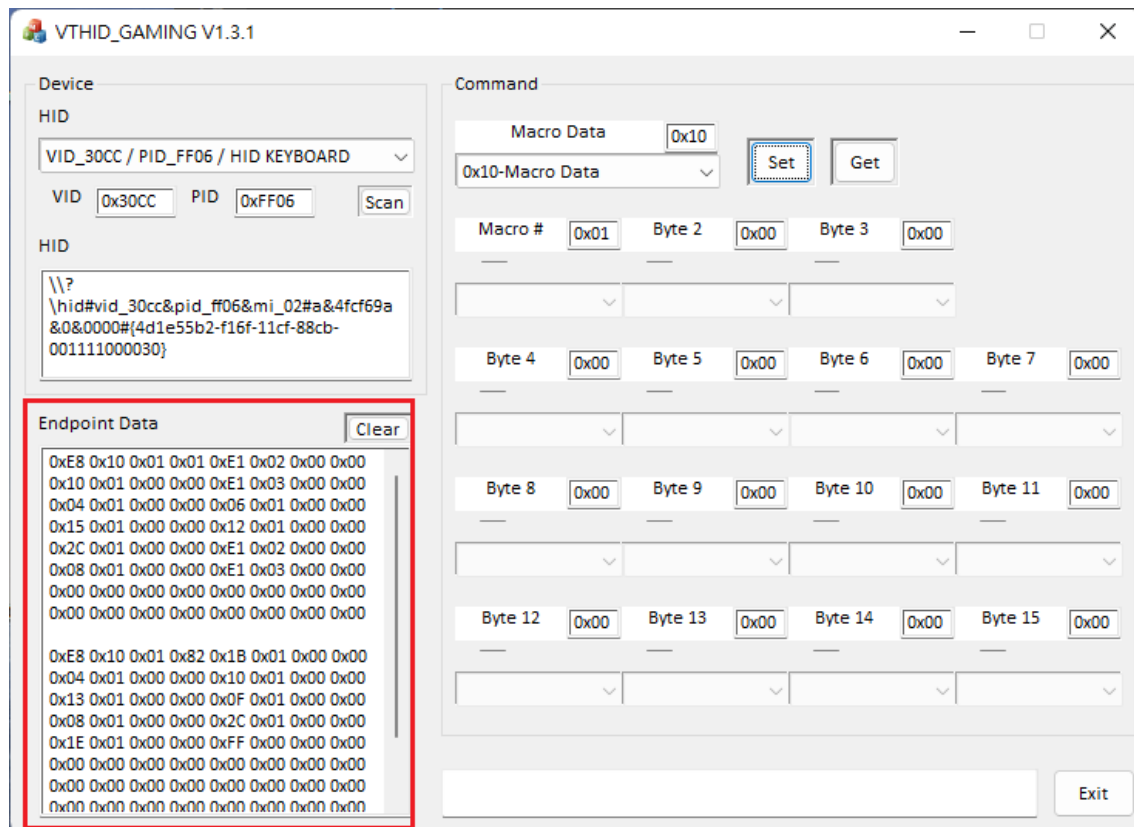 VTHID_GAMING V1.3.1
Device
HID
VID_30CC / PID_FF06 / HID KEYBOARD
VID 0x30CC PID 0xFF06 Scan
HID
\\?
\hid#vid_30cc&pid_ff06&mi_02#a&4fcf69a
&0&0000#{4d1e55b2-f16f-11cf-88cb-
001111000030}
Endpoint Data Clear
0xE8 0x10 0x01 0x01 0xE1 0x02 0x00 0x00
0x10 0x01 0x00 0x00 0xE1 0x03 0x00 0x00
0x04 0x01 0x00 0x00 0x06 0x01 0x00 0x00
0x15 0x01 0x00 0x00 0x12 0x01 0x00 0x00
0x2C 0x01 0x00 0x00 0xE1 0x02 0x00 0x00
0x08 0x01 0x00 0x00 0xE1 0x03 0x00 0x00
0x00 0x00 0x00 0x00 0x00 0x00 0x00 0x00
0x00 0x00 0x00 0x00 0x00 0x00 0x00 0x00
0xE8 0x10 0x01 0x82 0x1B 0x01 0x00 0x00
0x04 0x01 0x00 0x00 0x10 0x01 0x00 0x00
0x13 0x01 0x00 0x00 0x0F 0x01 0x00 0x00
0x08 0x01 0x00 0x00 0x2C 0x01 0x00 0x00
0x1E 0x01 0x00 0x00 0xFF 0x00 0x00 0x00
0x00 0x00 0x00 0x00 0x00 0x00 0x00 0x00
0x00 0x00 0x00 0x00 0x00 0x00 0x00 0x00
0x00 0x00 0x00 0x00 0x00 0x00 0x00 0x00
Command
Macro Data 0x10
0x10-Macro Data Set Get
Macro # 0x01 Byte 2 0x00 Byte 3 0x00
Byte 4 0x00 Byte 5 0x00 Byte 6 0x00 Byte 7 0x00
Byte 8 0x00 Byte 9 0x00 Byte 10 0x00 Byte 11 0x00
Byte 12 0x00 Byte 13 0x00 Byte 14 0x00 Byte 15 0x00
Exit